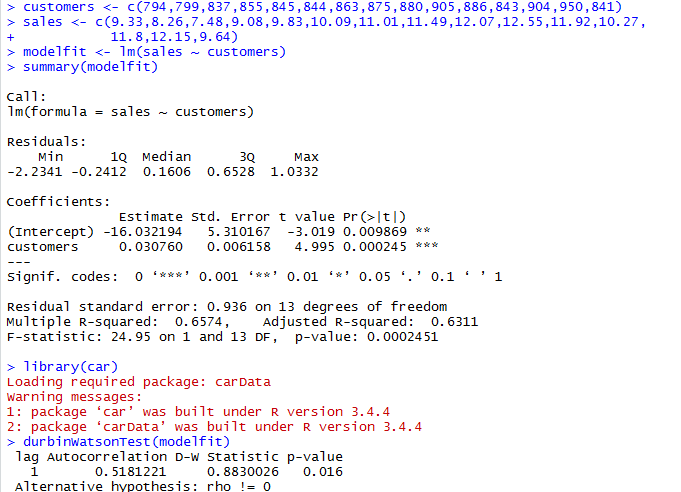 > customers <- c(794,799,837,855,845,844,863,875,880,905,886,843,904,950,841)
> sales <- c(9.33,8.26,7.48,9.08,9.83,10.09,11.01,11.49,12.07,12.55,11.92,10.27,
+ 11.8,12.15,9.64)
> modelfit <- lm(sales ~ customers)
> summary(modelfit)
Call:
lm(formula = sales ~ customers)
Residuals:
Min 1Q Median 3Q Max
-2.2341 -0.2412 0.1606 0.6528 1.0332
Coefficients:
Estimate Std. Error t value Pr(>|t|)
(Intercept) -16.032194 5.310167 -3.019 0.009869 **
customers 0.030760 0.006158 4.995 0.000245 ***
---
Signif. codes: 0 ‘***’ 0.001 ‘**’ 0.01 ‘*’ 0.05 ‘.’ 0.1 ‘ ’ 1
Residual standard error: 0.936 on 13 degrees of freedom
Multiple R-squared: 0.6574, Adjusted R-squared: 0.6311
F-statistic: 24.95 on 1 and 13 DF, p-value: 0.0002451
> library(car)
Loading required package: carData
Warning messages:
1: package ‘car’ was built under R version 3.4.4
2: package ‘carData’ was built under R version 3.4.4
> durbinWatsonTest(modelfit)
lag Autocorrelation D-W Statistic p-value
1 0.5181221 0.8830026 0.016
Alternative hypothesis: rho != 0